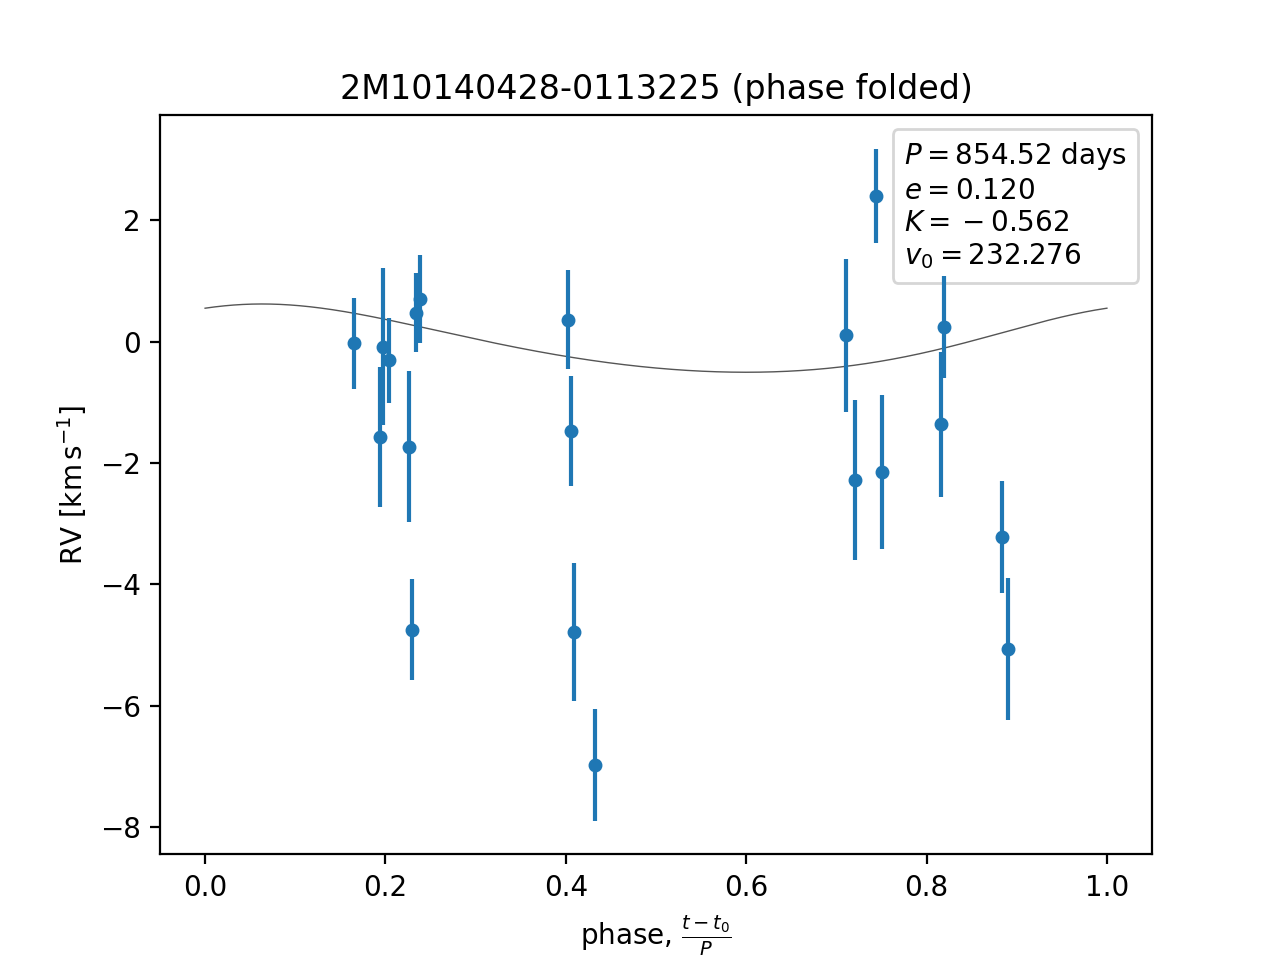 2M10140428-0113225 (phase folded)
P = 854.52 days
e = 0.120
K = −0.562
v₀ = 232.276
2
0
−2
−4
−6
−8
RV [km s⁻¹]
0.0 0.2 0.4 0.6 0.8 1.0
phase, (t − t₀)/P